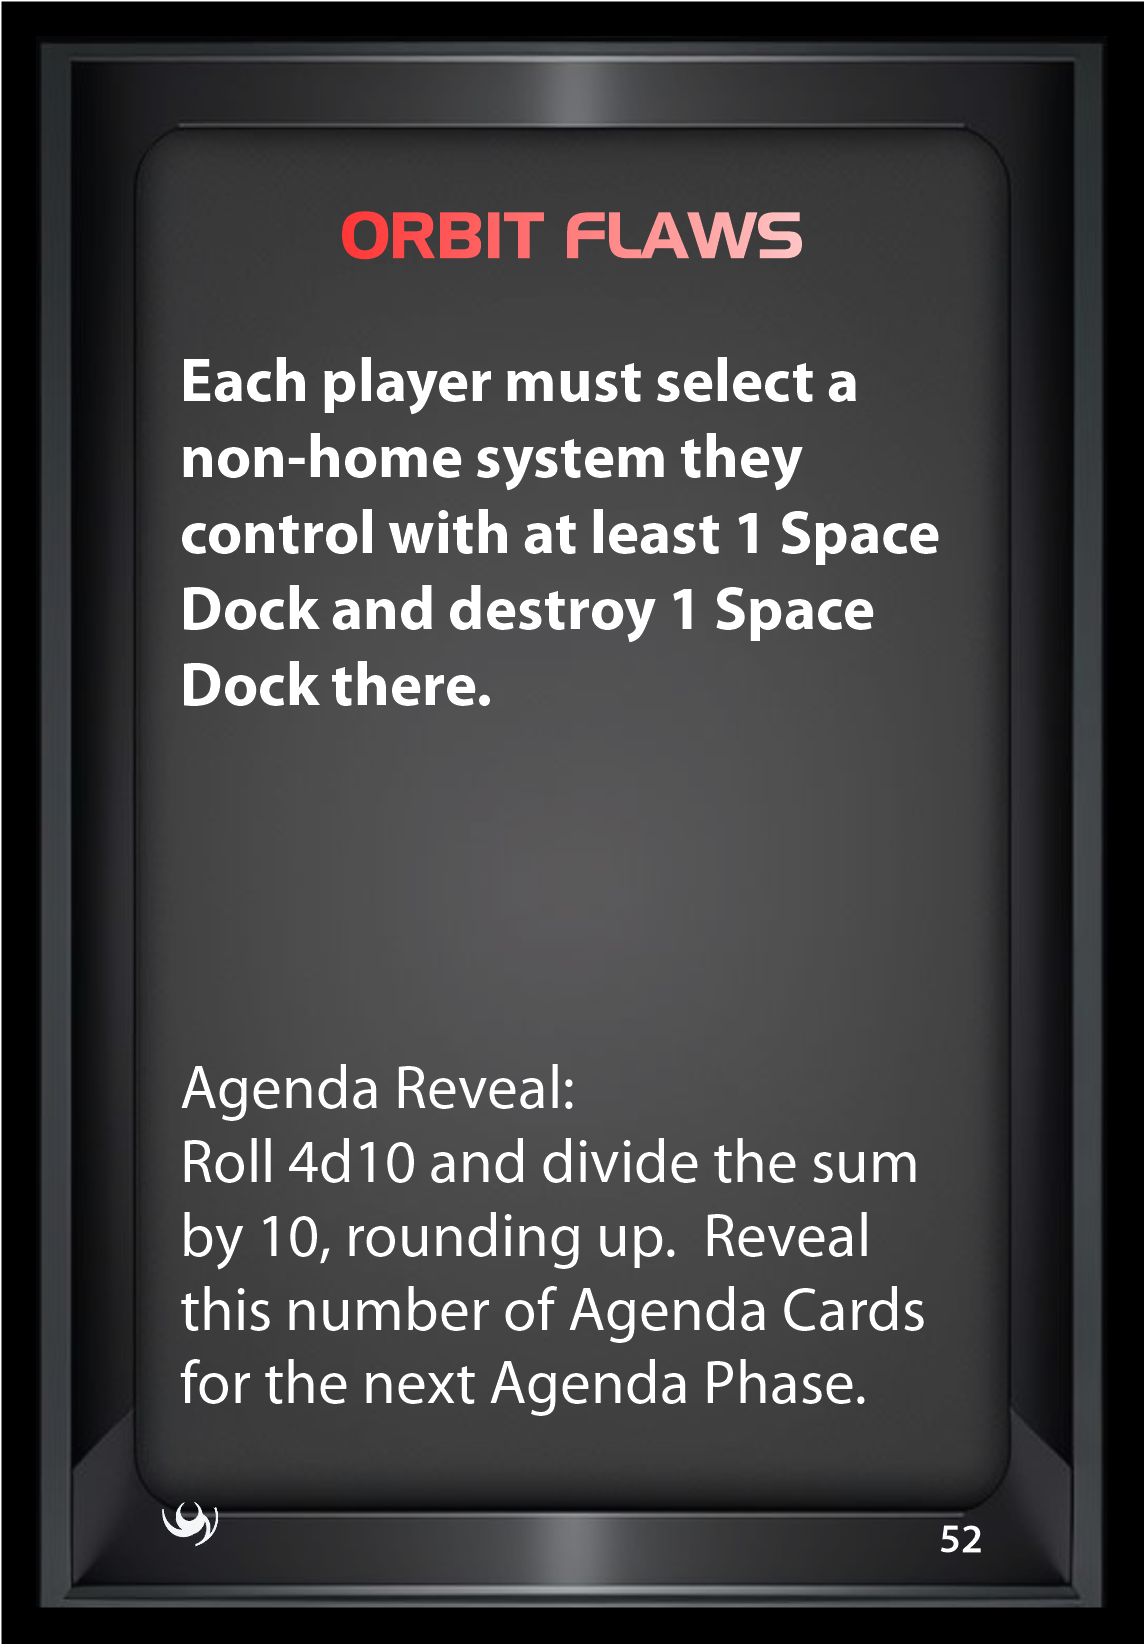 ORBIT FLAWS
Each player must select a
non-home system they
control with at least 1 Space
Dock and destroy 1 Space
Dock there.
Agenda Reveal:
Roll 4d10 and divide the sum
by 10, rounding up.  Reveal
this number of Agenda Cards
for the next Agenda Phase.
52